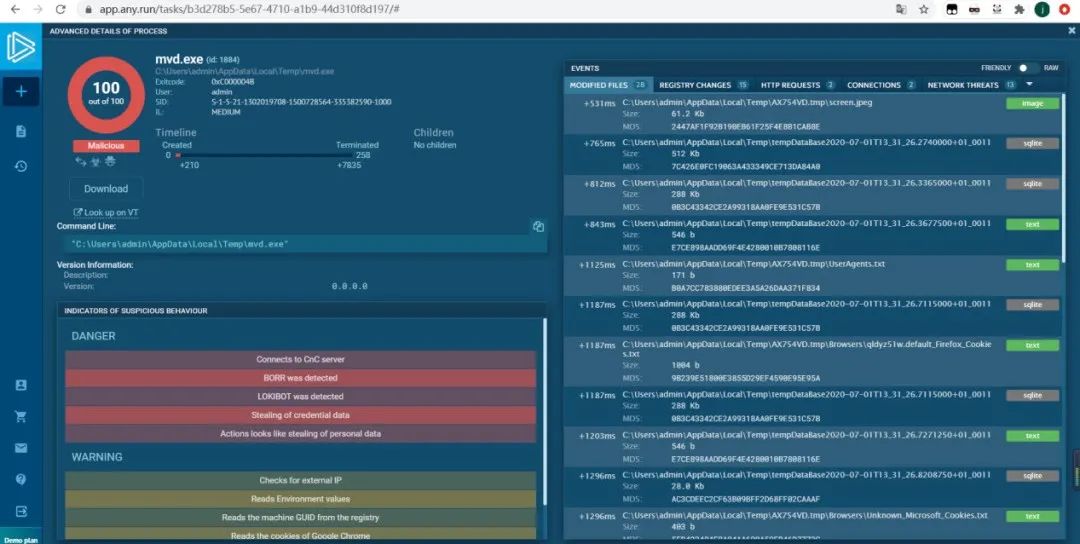 app.any.run/tasks/b3d278b5-5e67-4710-a1b9-44d310f8d197/#
ADVANCED DETAILS OF PROCESS
mvd.exe (id: 1884)
C:\Users\admin\AppData\Local\Temp\mvd.exe
Exitcode: 0xC000004B
User: admin
SID: S-1-5-21-1302019708-1500728564-335382590-1000
IL: MEDIUM
100
out of 100
Malicious
Timeline
Created Terminated
0 258
+210 +7835
Children
No children
Download
Look up on VT
Command Line:
"C:\Users\admin\AppData\Local\Temp\mvd.exe"
Version Information:
Description:
Version: 0.0.0.0
INDICATORS OF SUSPICIOUS BEHAVIOUR
DANGER
Connects to CnC server
BORR was detected
LOKIBOT was detected
Stealing of credential data
Actions looks like stealing of personal data
WARNING
Checks for external IP
Reads Environment values
Reads the machine GUID from the registry
Reads the cookies of Google Chrome
Demo plan
EVENTS
FRIENDLY RAW
MODIFIED FILES 28 REGISTRY CHANGES 15 HTTP REQUESTS 2 CONNECTIONS 2 NETWORK THREATS 13
+531ms C:\Users\admin\AppData\Local\Temp\AX754VD.tmp\screen.jpeg image
Size: 61.2 Kb
MD5: 2447AF1F92B190EB61F25F4EBB1CAB8E
+765ms C:\Users\admin\AppData\Local\Temp\tempDataBase2020-07-01T13_31_26.2740000+01_0011 sqlite
Size: 512 Kb
MD5: 7C426E0FC19063A433349CE713DA84A0
+812ms C:\Users\admin\AppData\Local\Temp\tempDataBase2020-07-01T13_31_26.3365000+01_0011 sqlite
Size: 288 Kb
MD5: 0B3C43342CE2A99318AA0FE9E531C57B
+843ms C:\Users\admin\AppData\Local\Temp\tempDataBase2020-07-01T13_31_26.3677500+01_0011 text
Size: 546 b
MD5: E7CE898AADD69F4E4280010B7808116E
+1125ms C:\Users\admin\AppData\Local\Temp\AX754VD.tmp\UserAgents.txt text
Size: 171 b
MD5: B0A7CC783880EDEE3A5A26DAA371F834
+1187ms C:\Users\admin\AppData\Local\Temp\tempDataBase2020-07-01T13_31_26.7115000+01_0011 sqlite
Size: 288 Kb
MD5: 0B3C43342CE2A99318AA0FE9E531C57B
+1187ms C:\Users\admin\AppData\Local\Temp\AX754VD.tmp\Browsers\qldyz51w.default_Firefox_Cookie text
s.txt
Size: 1004 b
MD5: 9B239E51800E3855D29EF4590E95E95A
+1187ms C:\Users\admin\AppData\Local\Temp\tempDataBase2020-07-01T13_31_26.7115000+01_0011 sqlite
Size: 288 Kb
MD5: 0B3C43342CE2A99318AA0FE9E531C57B
+1203ms C:\Users\admin\AppData\Local\Temp\tempDataBase2020-07-01T13_31_26.7271250+01_0011 text
Size: 546 b
MD5: E7CE898AADD69F4E4280010B7808116E
+1296ms C:\Users\admin\AppData\Local\Temp\tempDataBase2020-07-01T13_31_26.8208750+01_0011 sqlite
Size: 28.0 Kb
MD5: AC3CDEEC2CF63B09BFF2D68FF02CAAAF
+1296ms C:\Users\admin\AppData\Local\Temp\AX754VD.tmp\Browsers\Unknown_Microsoft_Cookies.txt text
Size: 403 b
MD5: